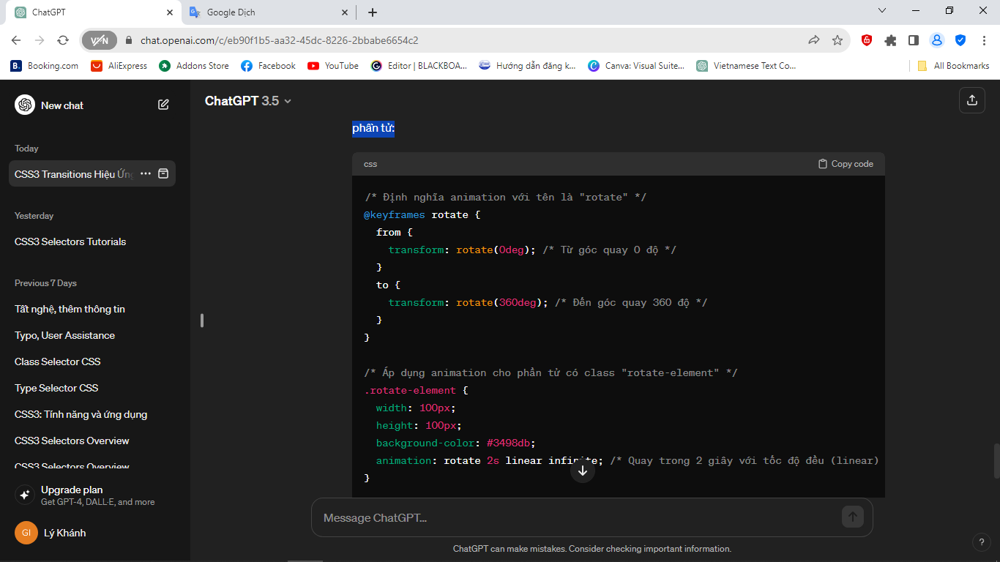 ChatGPT
Google Dịch
VPN
chat.openai.com/c/eb90f1b5-aa32-45dc-8226-2bbabe6654c2
B. Booking.com
AliExpress
Addons Store
Facebook
YouTube
Editor | BLACKBOA...
Hướng dẫn đăng k...
Canva: Visual Suite...
Vietnamese Text Co...
All Bookmarks
New chat
Today
CSS3 Transitions Hiệu Ứng
Yesterday
CSS3 Selectors Tutorials
Previous 7 Days
Tất nghệ, thêm thông tin
Typo, User Assistance
Class Selector CSS
Type Selector CSS
CSS3: Tính năng và ứng dụng
CSS3 Selectors Overview
CSS3 Selectors Overview
Upgrade plan
Get GPT-4, DALL·E, and more
GI Lý Khánh
ChatGPT 3.5
phần tử:
css
Copy code
/* Định nghĩa animation với tên là "rotate" */
@keyframes rotate {
from {
transform: rotate(0deg); /* Từ góc quay 0 độ */
}
to {
transform: rotate(360deg); /* Đến góc quay 360 độ */
}
}
/* Áp dụng animation cho phần tử có class "rotate-element" */
.rotate-element {
width: 100px;
height: 100px;
background-color: #3498db;
animation: rotate 2s linear infinite; /* Quay trong 2 giây với tốc độ đều (linear)
}
Message ChatGPT...
ChatGPT can make mistakes. Consider checking important information.
?